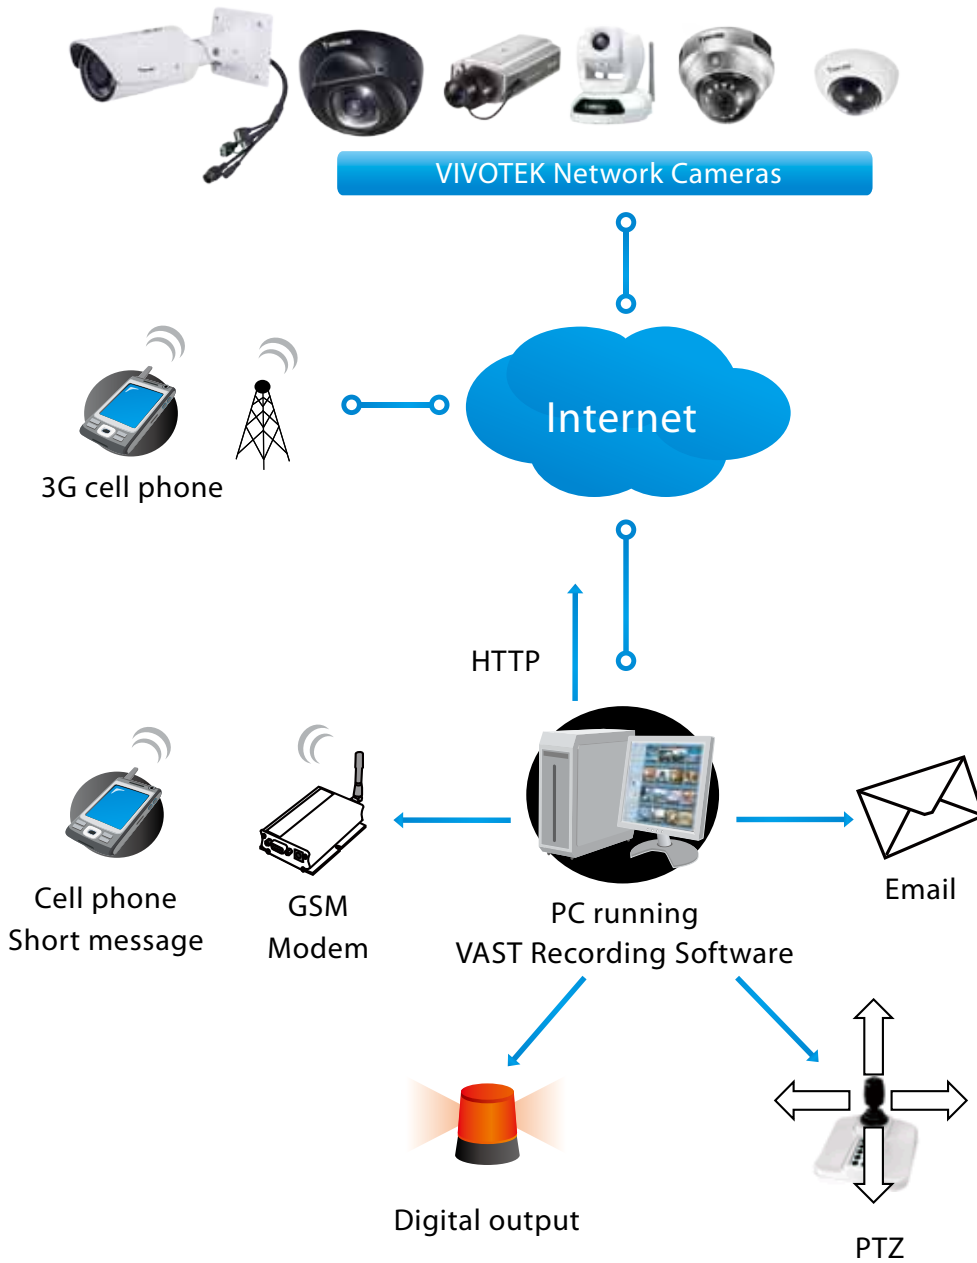 VIVOTEK Network Cameras
Internet
3G cell phone
HTTP
Cell phone
Short message
GSM
Modem
PC running
VAST Recording Software
Email
Digital output
PTZ